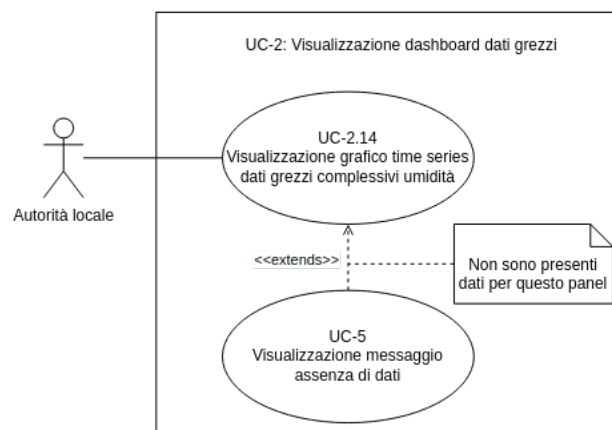 UC-2: Visualizzazione dashboard dati grezzi
UC-2.14
Visualizzazione grafico time series
dati grezzi complessivi umidità
Autorità locale
<<extends>>
Non sono presenti
dati per questo panel
UC-5
Visualizzazione messaggio
assenza di dati